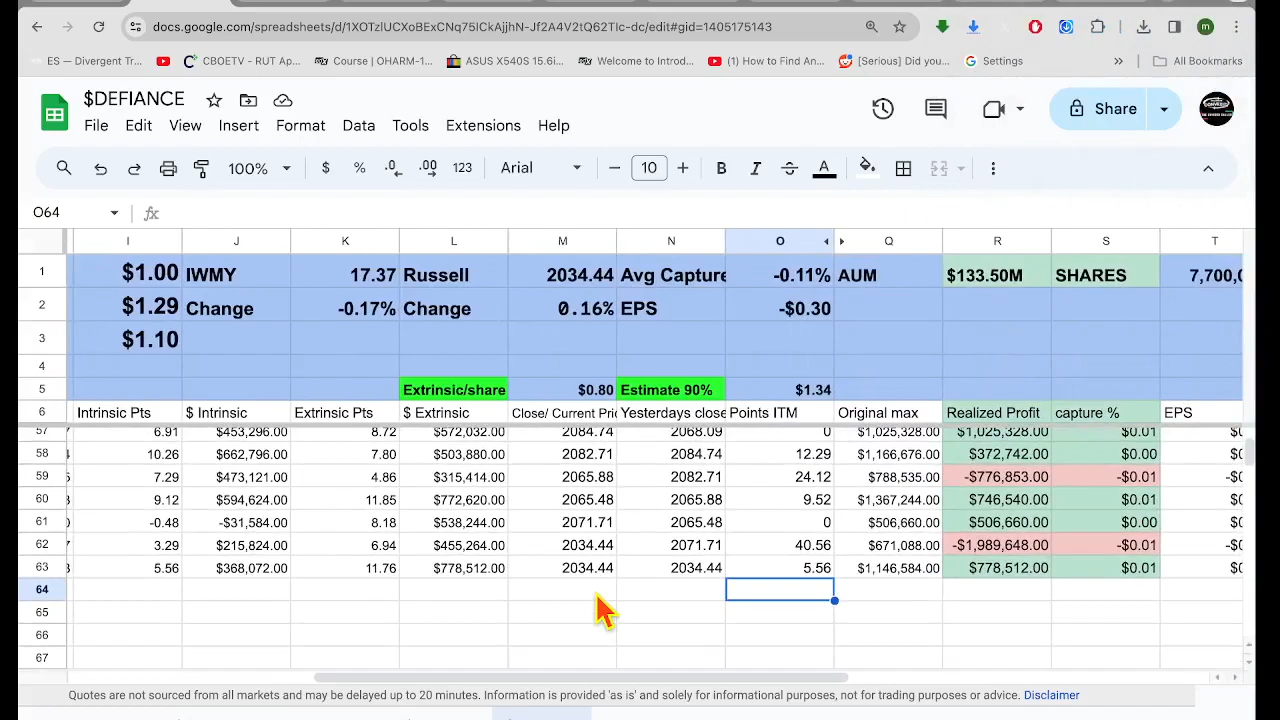 docs.google.com/spreadsheets/d/1XOTzlUCXoBExCNq75ICkAjjhN-Jf2A4V2tQ62TIc-dc/edit#gid=1405175143 m
ES — Divergent Tr... CBOETV - RUT Ap... Course | OHARM-1... ASUS X540S 15.6i... Welcome to Introd... (1) How to Find An... [Serious] Did you... Settings » All Bookmarks
$DEFIANCE
File Edit View Insert Format Data Tools Extensions Help Share
100% $ % .0 .00 123 Arial 10 B I A
O64 fx
I J K L M N O Q R S T
1 $1.00 IWMY 17.37 Russell 2034.44 Avg Capture -0.11% AUM $133.50M SHARES 7,700,0
2 $1.29 Change -0.17% Change 0.16% EPS -$0.30
3 $1.10
4
5 Extrinsic/share $0.80 Estimate 90% $1.34
6 Intrinsic Pts $ Intrinsic Extrinsic Pts $ Extrinsic Close/ Current Pric Yesterdays close Points ITM Original max Realized Profit capture % EPS
57 6.91 $453,296.00 8.72 $572,032.00 2084.74 2068.09 0 $1,025,328.00 $1,025,328.00 $0.01 $0
58 10.26 $662,796.00 7.80 $503,880.00 2082.71 2084.74 12.29 $1,166,676.00 $372,742.00 $0.00 $0
59 7.29 $473,121.00 4.86 $315,414.00 2065.88 2082.71 24.12 $788,535.00 -$776,853.00 -$0.01 -$0
60 9.12 $594,624.00 11.85 $772,620.00 2065.48 2065.88 9.52 $1,367,244.00 $746,540.00 $0.01 $0
61 -0.48 -$31,584.00 8.18 $538,244.00 2071.71 2065.48 0 $506,660.00 $506,660.00 $0.00 $0
62 3.29 $215,824.00 6.94 $455,264.00 2034.44 2071.71 40.56 $671,088.00 -$1,989,648.00 -$0.01 -$0
63 5.56 $368,072.00 11.76 $778,512.00 2034.44 2034.44 5.56 $1,146,584.00 $778,512.00 $0.01 $0
64
65
66
67
Quotes are not sourced from all markets and may be delayed up to 20 minutes. Information is provided 'as is' and solely for informational purposes, not for trading purposes or advice. Disclaimer